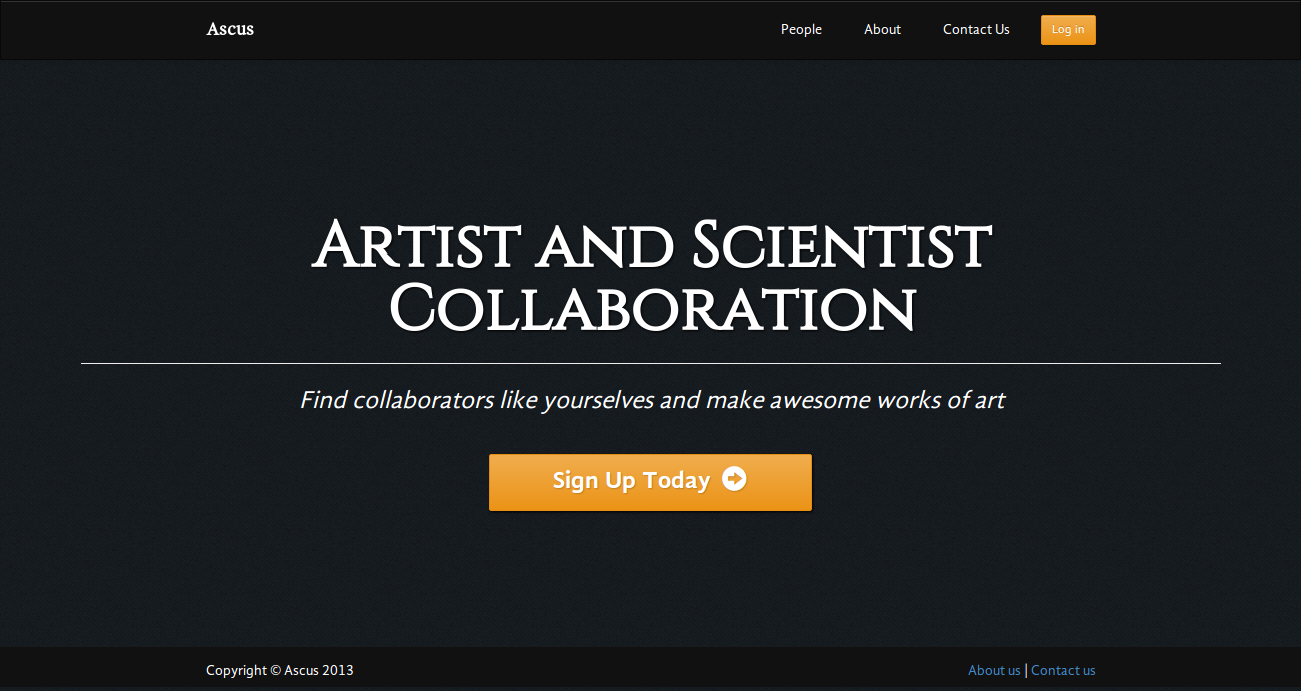 Ascus People About Contact Us Log in
Artist and Scientist
Collaboration
Find collaborators like yourselves and make awesome works of art
Sign Up Today
Copyright © Ascus 2013 About us | Contact us